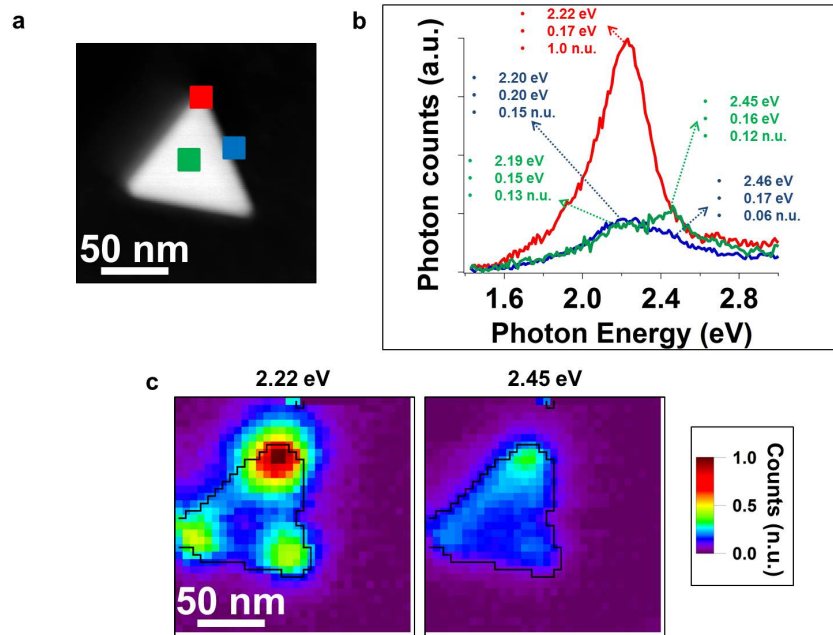 a
50 nm
b
Photon counts (a.u.)
• 2.22 eV
• 0.17 eV
• 1.0 n.u.
• 2.20 eV
• 0.20 eV
• 0.15 n.u.
• 2.45 eV
• 0.16 eV
• 0.12 n.u.
• 2.19 eV
• 0.15 eV
• 0.13 n.u.
• 2.46 eV
• 0.17 eV
• 0.06 n.u.
1.6 2.0 2.4 2.8
Photon Energy (eV)
c
2.22 eV
2.45 eV
50 nm
1.0
0.5
0.0
Counts (n.u.)